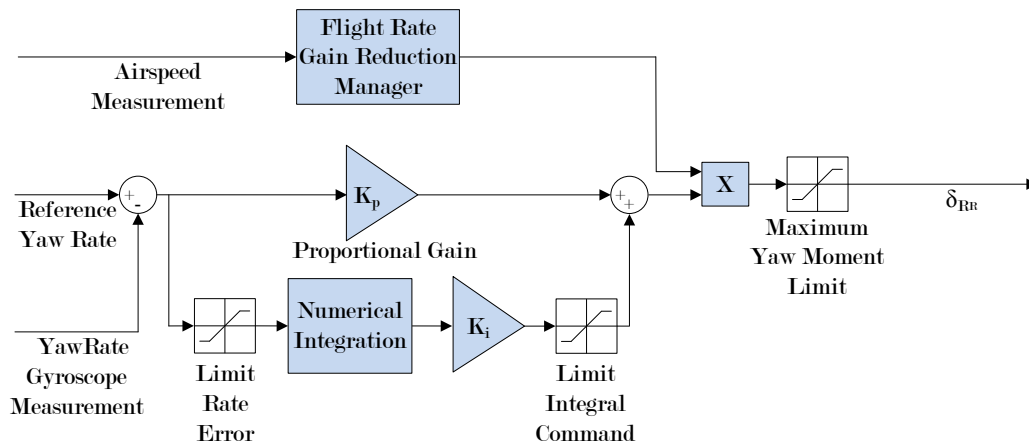 Flight Rate
Gain Reduction
Manager
Airspeed
Measurement
+
-
Reference
Yaw Rate
Kp
Proportional Gain
+
+
X
δRR
Maximum
Yaw Moment
Limit
YawRate
Gyroscope
Measurement
Limit
Rate
Error
Numerical
Integration
Ki
Limit
Integral
Command